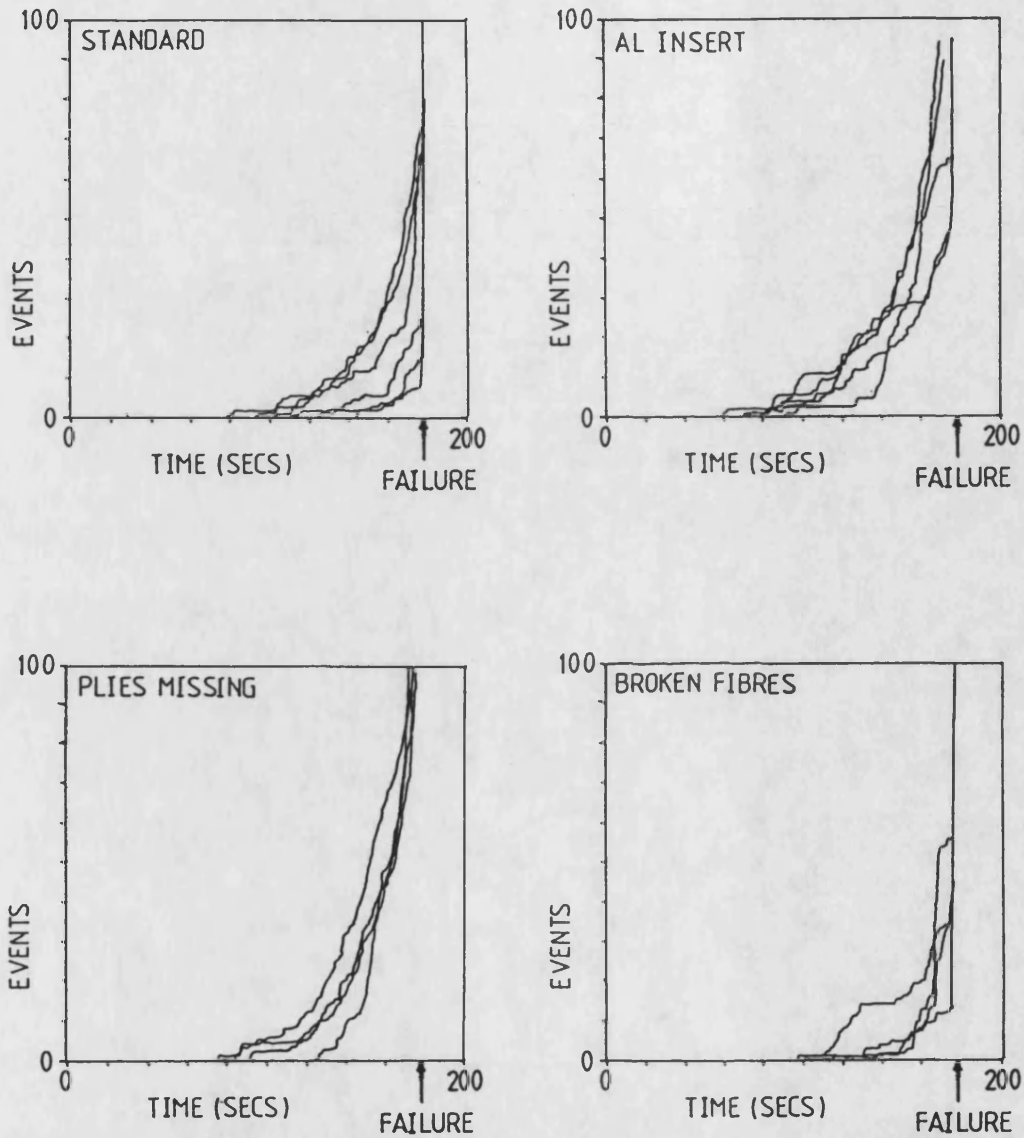 100
STANDARD
EVENTS
0
0
200
TIME (SECS)
FAILURE
100
AL INSERT
EVENTS
0
0
200
TIME (SECS)
FAILURE
100
PLIES MISSING
EVENTS
0
0
200
TIME (SECS)
FAILURE
100
BROKEN FIBRES
EVENTS
0
0
200
TIME (SECS)
FAILURE